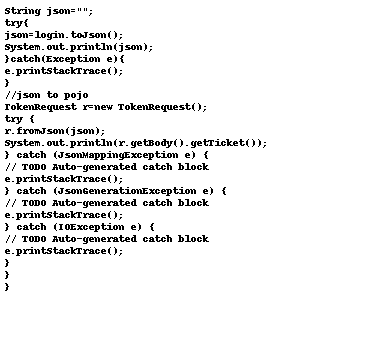 String json="";
try{
json=login.toJson();
System.out.println(json);
}catch(Exception e){
e.printStackTrace();
}
//json to pojo
TokenRequest r=new TokenRequest();
try {
r.fromJson(json);
System.out.println(r.getBody().getTicket());
} catch (JsonMappingException e) {
// TODO Auto-generated catch block
e.printStackTrace();
} catch (JsonGenerationException e) {
// TODO Auto-generated catch block
e.printStackTrace();
} catch (IOException e) {
// TODO Auto-generated catch block
e.printStackTrace();
}
}
}